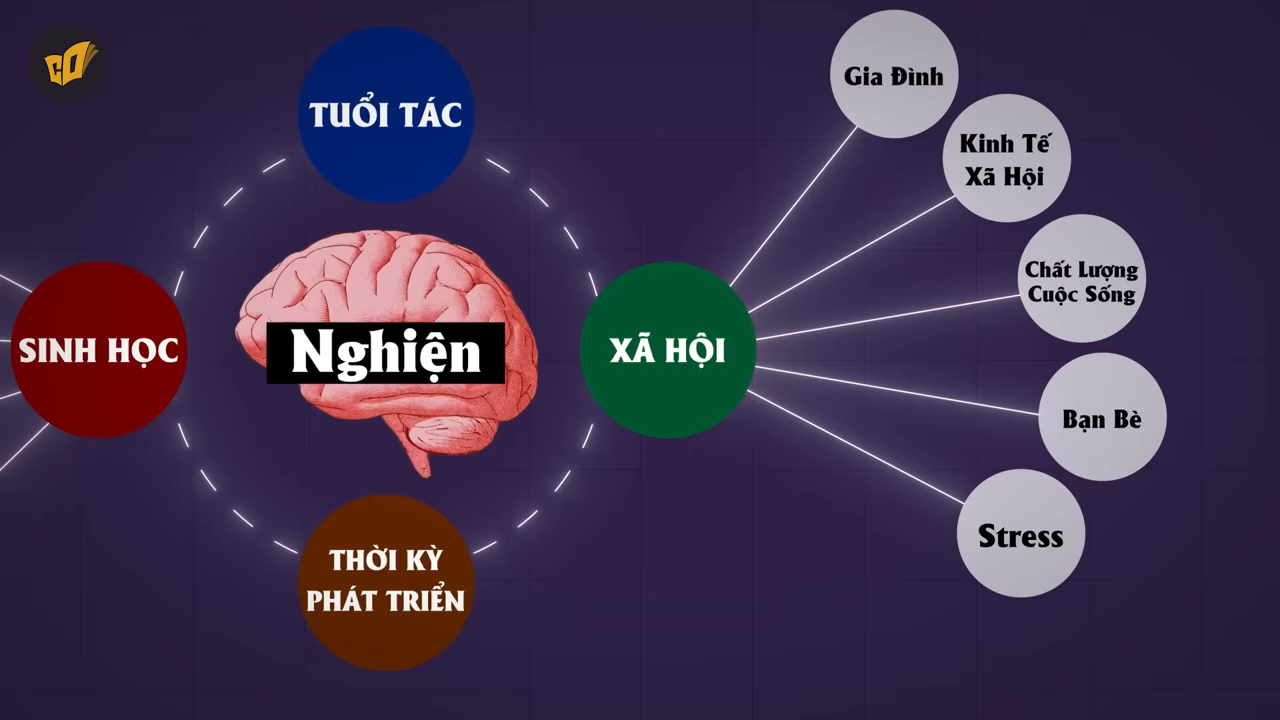 CO
TUỔI TÁC
Gia Đình
Kinh Tế
Xã Hội
Chất Lượng
Cuộc Sống
SINH HỌC
Nghiện
XÃ HỘI
Bạn Bè
Stress
THỜI KỲ
PHÁT TRIỂN